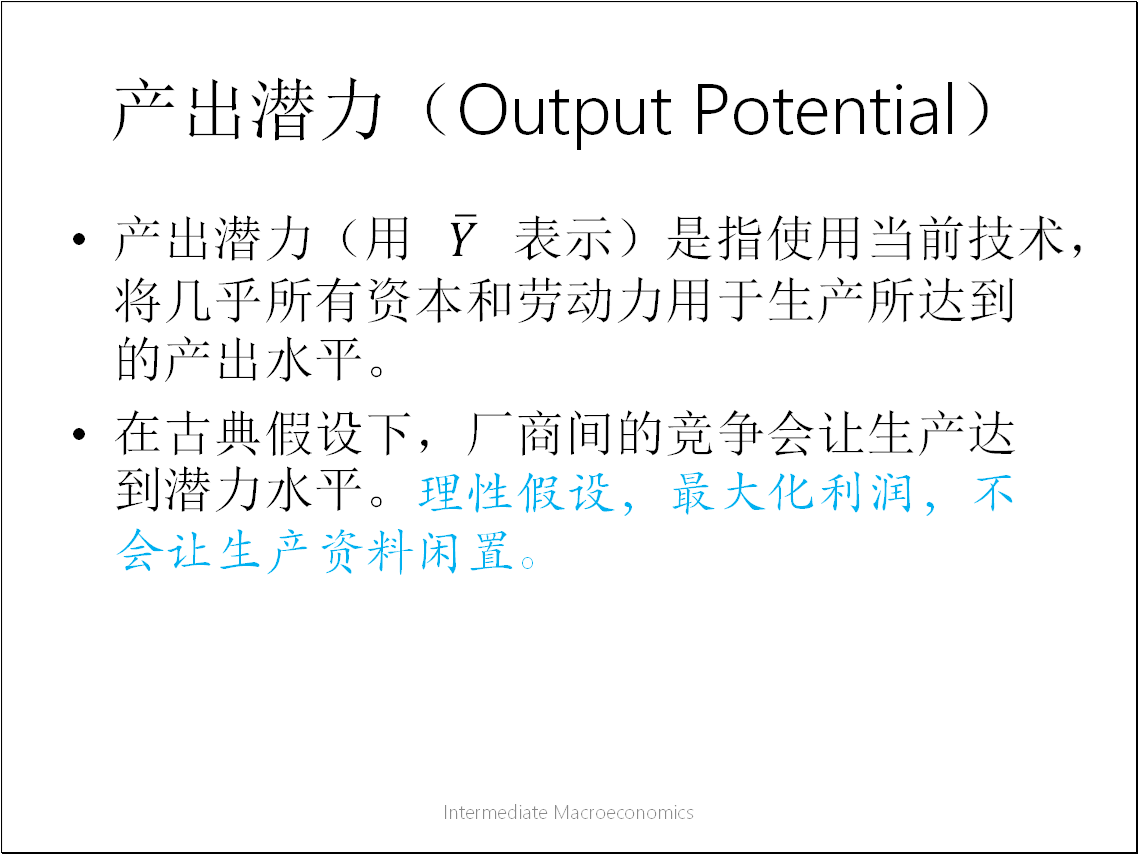 产出潜力（Output Potential）
• 产出潜力（用 Ȳ 表示）是指使用当前技术，
将几乎所有资本和劳动力用于生产所达到
的产出水平。
• 在古典假设下，厂商间的竞争会让生产达
到潜力水平。理性假设，最大化利润，不
会让生产资料闲置。
Intermediate Macroeconomics